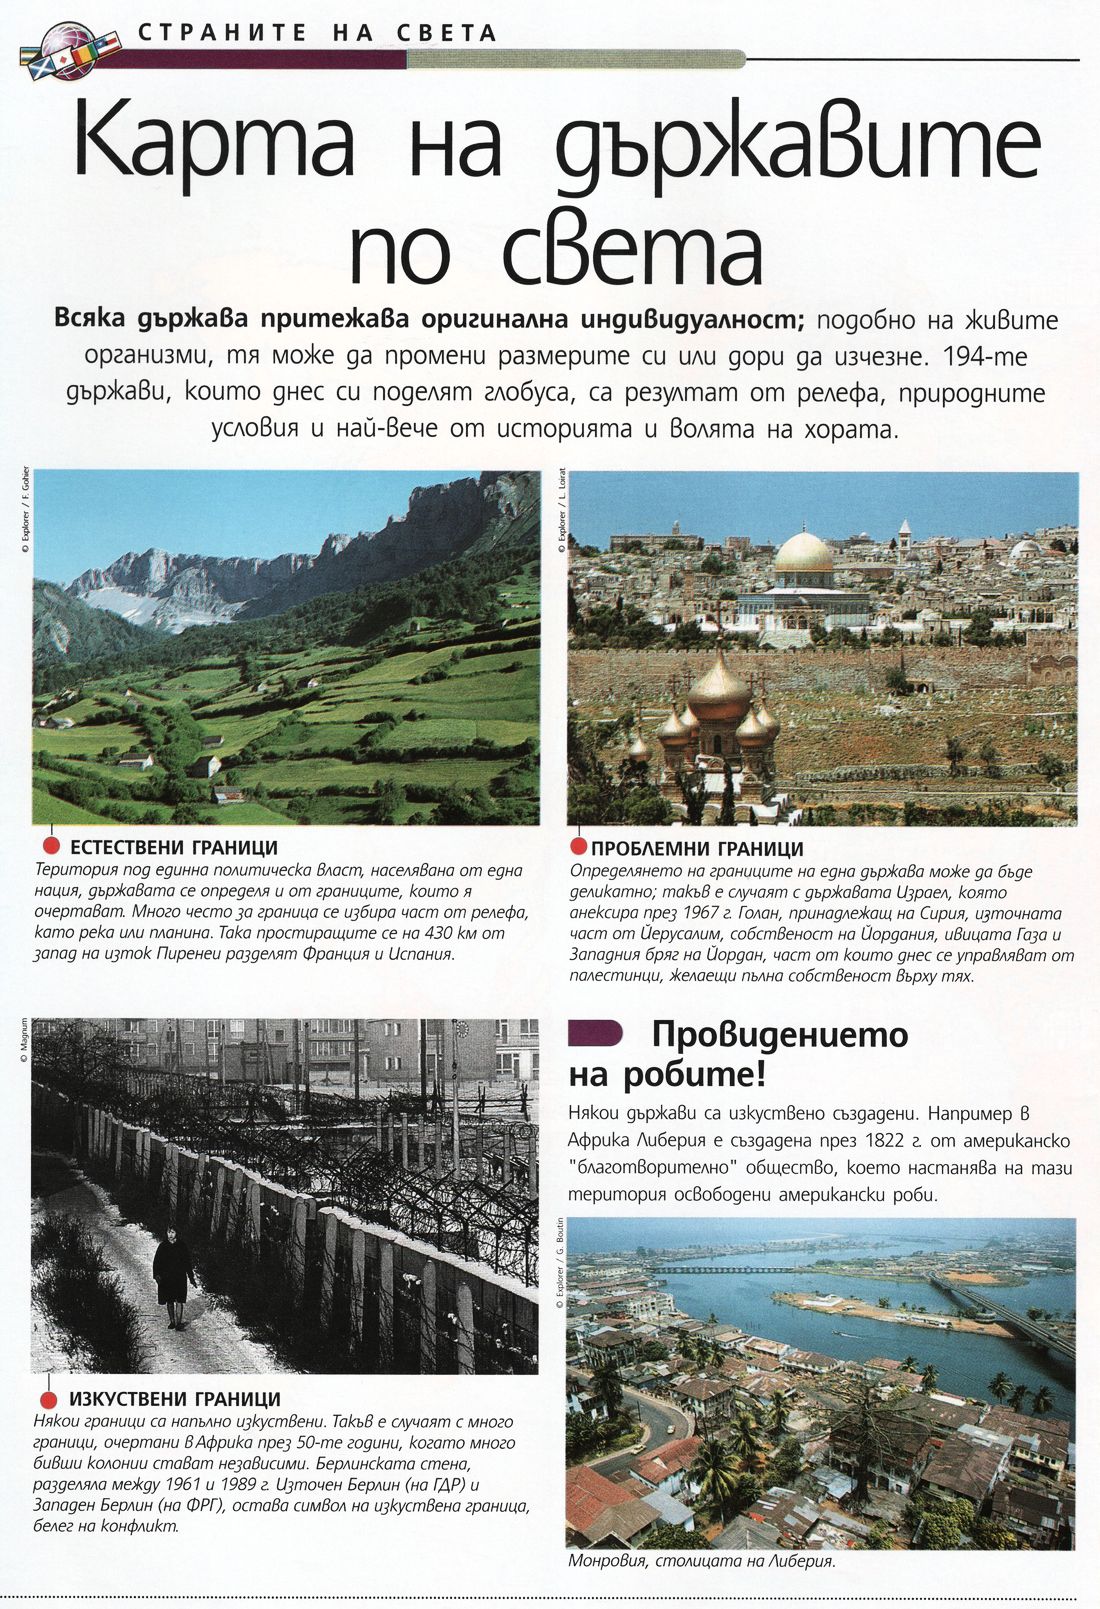 СТРАНИТЕ НА СВЕТА
Карта на държавите
по света
Всяка държава притежава оригинална индивидуалност; подобно на живите
организми, тя може да промени размерите си или дори да изчезне. 194-те
държави, които днес си поделят глобуса, са резултат от релефа, природните
условия и най-вече от историята и волята на хората.
© Explorer / F. Gohier
ЕСТЕСТВЕНИ ГРАНИЦИ
Територия под единна политическа власт, населявана от една
нация, държавата се определя и от границите, които я
очертават. Много често за граница се избира част от релефа,
като река или планина. Така простиращите се на 430 км от
запад на изток Пиренеи разделят Франция и Испания.
© Explorer / L. Loirat
ПРОБЛЕМНИ ГРАНИЦИ
Определянето на границите на една държава може да бъде
деликатно; такъв е случаят с държавата Израел, която
анексира през 1967 г. Голан, принадлежащ на Сирия, източната
част от Йерусалим, собственост на Йордания, ивицата Газа и
Западния бряг на Йордан, част от които днес се управляват от
палестинци, желаещи пълна собственост върху тях.
© Magnum
ИЗКУСТВЕНИ ГРАНИЦИ
Някои граници са напълно изкуствени. Такъв е случаят с много
граници, очертани в Африка през 50-те години, когато много
бивши колонии стават независими. Берлинската стена,
разделяла между 1961 и 1989 г. Източен Берлин (на ГДР) и
Западен Берлин (на ФРГ), остава символ на изкуствена граница,
белег на конфликт.
Провидението
на робите!
Някои държави са изкуствено създадени. Например в
Африка Либерия е създадена през 1822 г. от американско
"благотворително" общество, което настанява на тази
територия освободени американски роби.
© Explorer / G. Boutin
Монровия, столицата на Либерия.